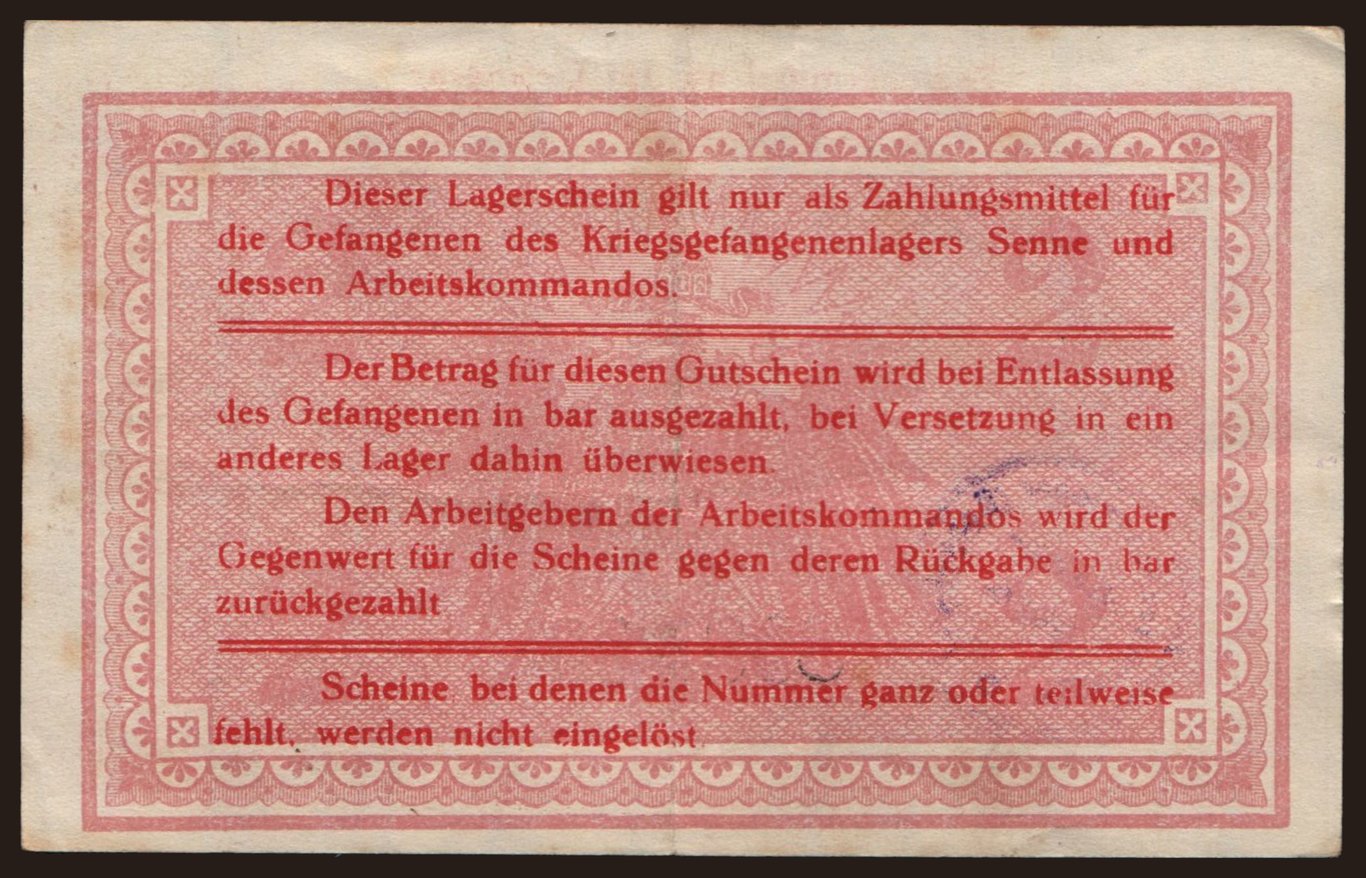 Dieser Lagerschein gilt nur als Zahlungsmittel für
die Gefangenen des Kriegsgefangenenlagers Senne und
dessen Arbeitskommandos.
Der Betrag für diesen Gutschein wird bei Entlassung
des Gefangenen in bar ausgezahlt, bei Versetzung in ein
anderes Lager dahin überwiesen.
Den Arbeitgebern der Arbeitskommandos wird der
Gegenwert für die Scheine gegen deren Rückgabe in bar
zurückgezahlt
Scheine bei denen die Nummer ganz oder teilweise
fehlt, werden nicht eingelöst.